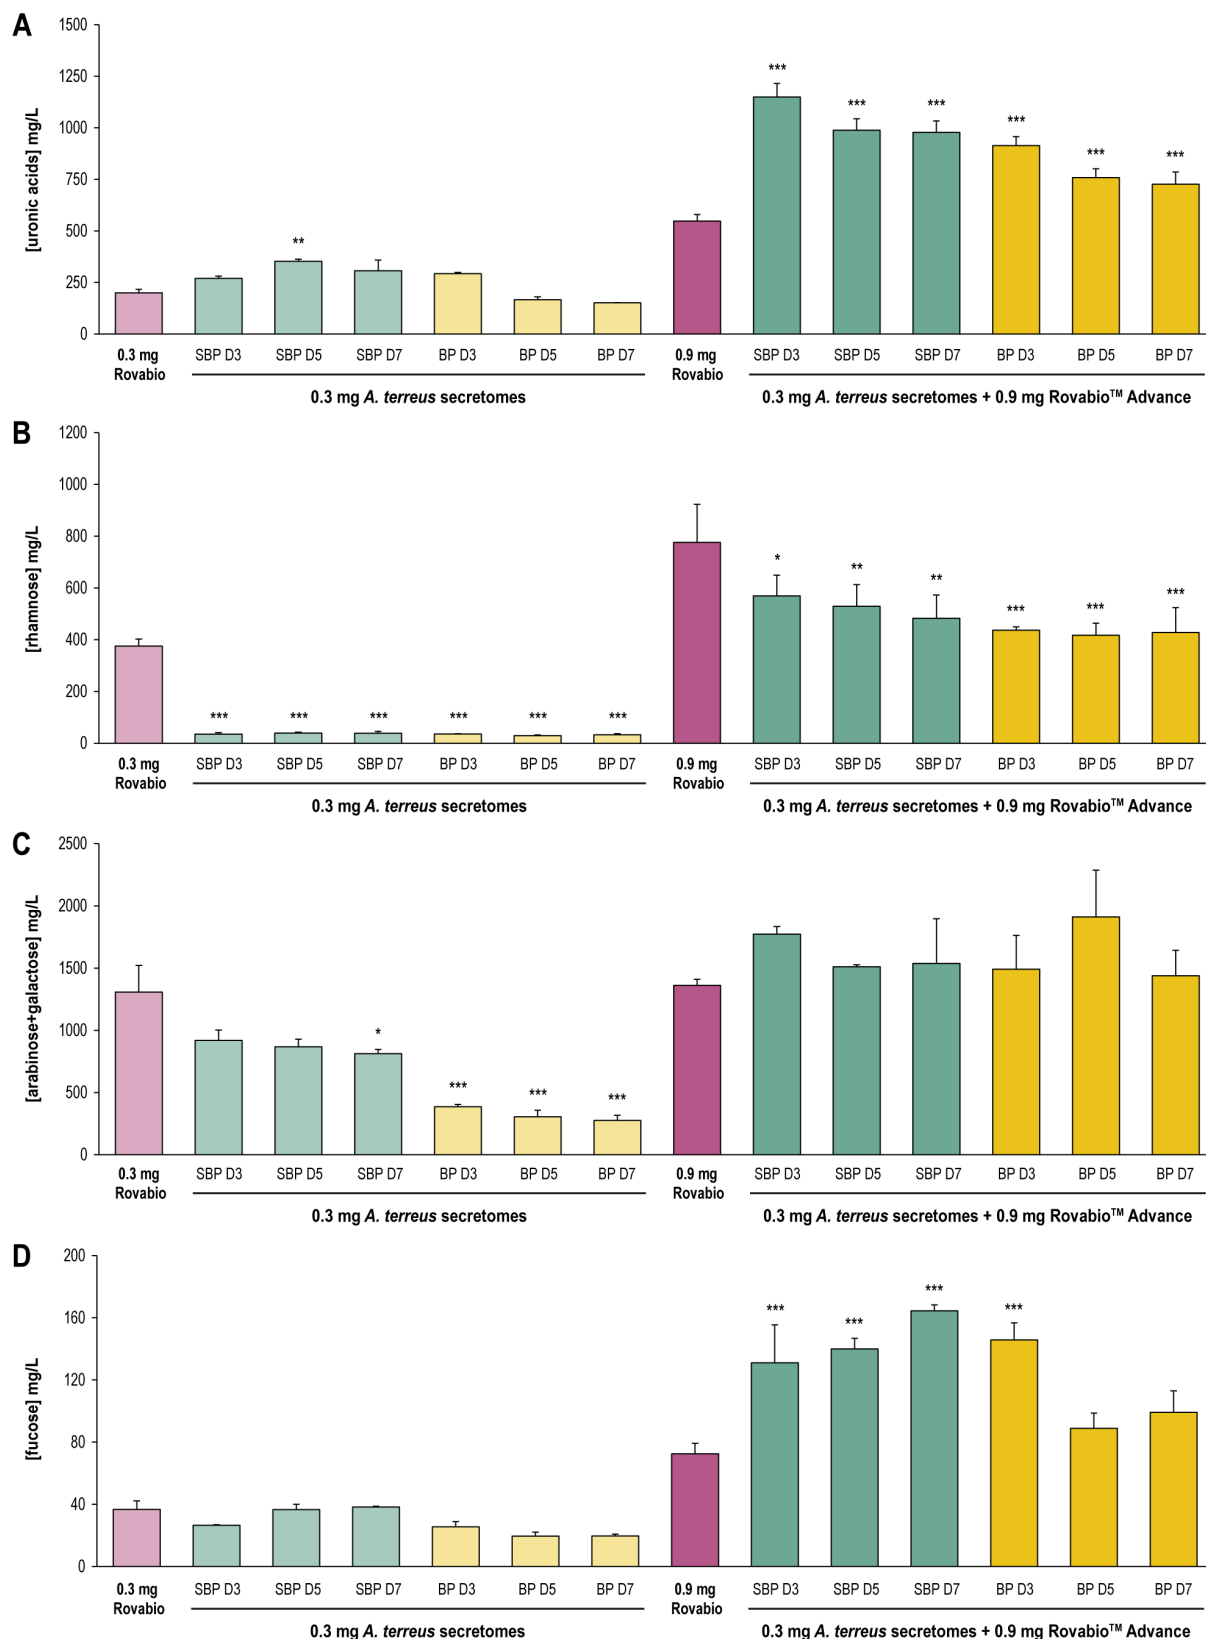 A
[uronic acids] mg/L
1500
1250
1000
750
500
250
0
** *** *** *** *** *** ***
0.3 mg Rovabio SBP D3 SBP D5 SBP D7 BP D3 BP D5 BP D7 0.9 mg Rovabio SBP D3 SBP D5 SBP D7 BP D3 BP D5 BP D7
0.3 mg A. terreus secretomes 0.3 mg A. terreus secretomes + 0.9 mg Rovabio™ Advance
B
[rhamnose] mg/L
1200
1000
800
600
400
200
0
*** *** *** *** *** *** * ** ** *** *** ***
0.3 mg Rovabio SBP D3 SBP D5 SBP D7 BP D3 BP D5 BP D7 0.9 mg Rovabio SBP D3 SBP D5 SBP D7 BP D3 BP D5 BP D7
0.3 mg A. terreus secretomes 0.3 mg A. terreus secretomes + 0.9 mg Rovabio™ Advance
C
[arabinose+galactose] mg/L
2500
2000
1500
1000
500
0
* *** *** ***
0.3 mg Rovabio SBP D3 SBP D5 SBP D7 BP D3 BP D5 BP D7 0.9 mg Rovabio SBP D3 SBP D5 SBP D7 BP D3 BP D5 BP D7
0.3 mg A. terreus secretomes 0.3 mg A. terreus secretomes + 0.9 mg Rovabio™ Advance
D
[fucose] mg/L
200
160
120
80
40
0
*** *** *** ***
0.3 mg Rovabio SBP D3 SBP D5 SBP D7 BP D3 BP D5 BP D7 0.9 mg Rovabio SBP D3 SBP D5 SBP D7 BP D3 BP D5 BP D7
0.3 mg A. terreus secretomes 0.3 mg A. terreus secretomes + 0.9 mg Rovabio™ Advance